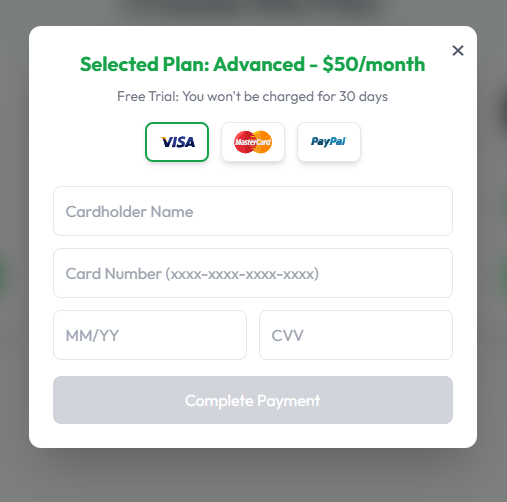 Selected Plan: Advanced - $50/month
Free Trial: You won't be charged for 30 days
VISA MasterCard PayPal
Cardholder Name
Card Number (xxxx-xxxx-xxxx-xxxx)
MM/YY CVV
Complete Payment